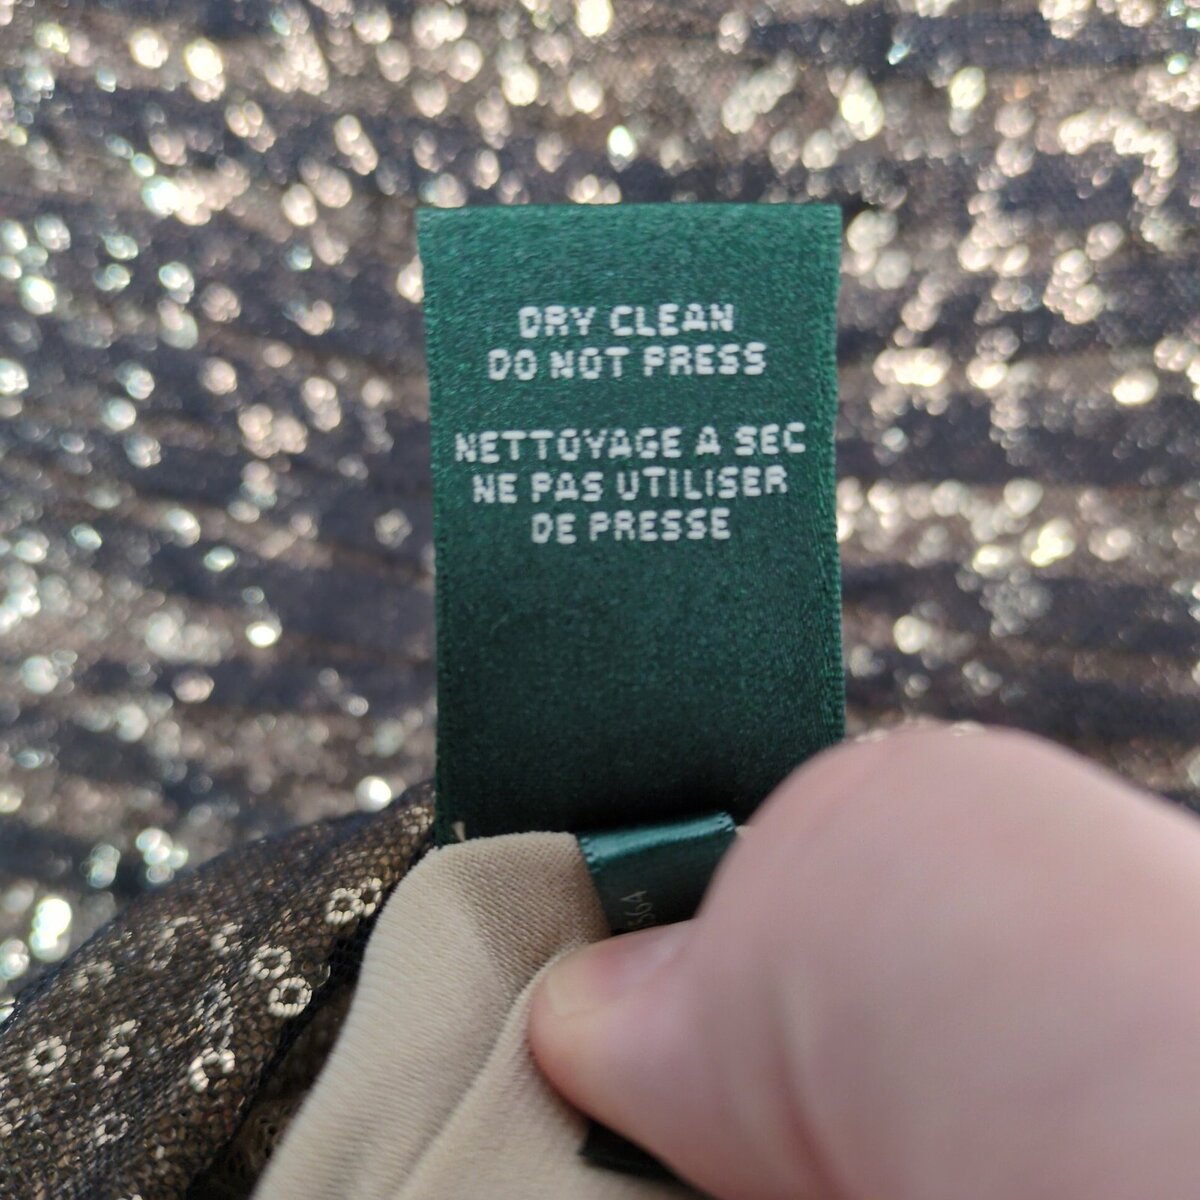 DRY CLEAN
DO NOT PRESS
NETTOYAGE A SEC
NE PAS UTILISER
DE PRESSE